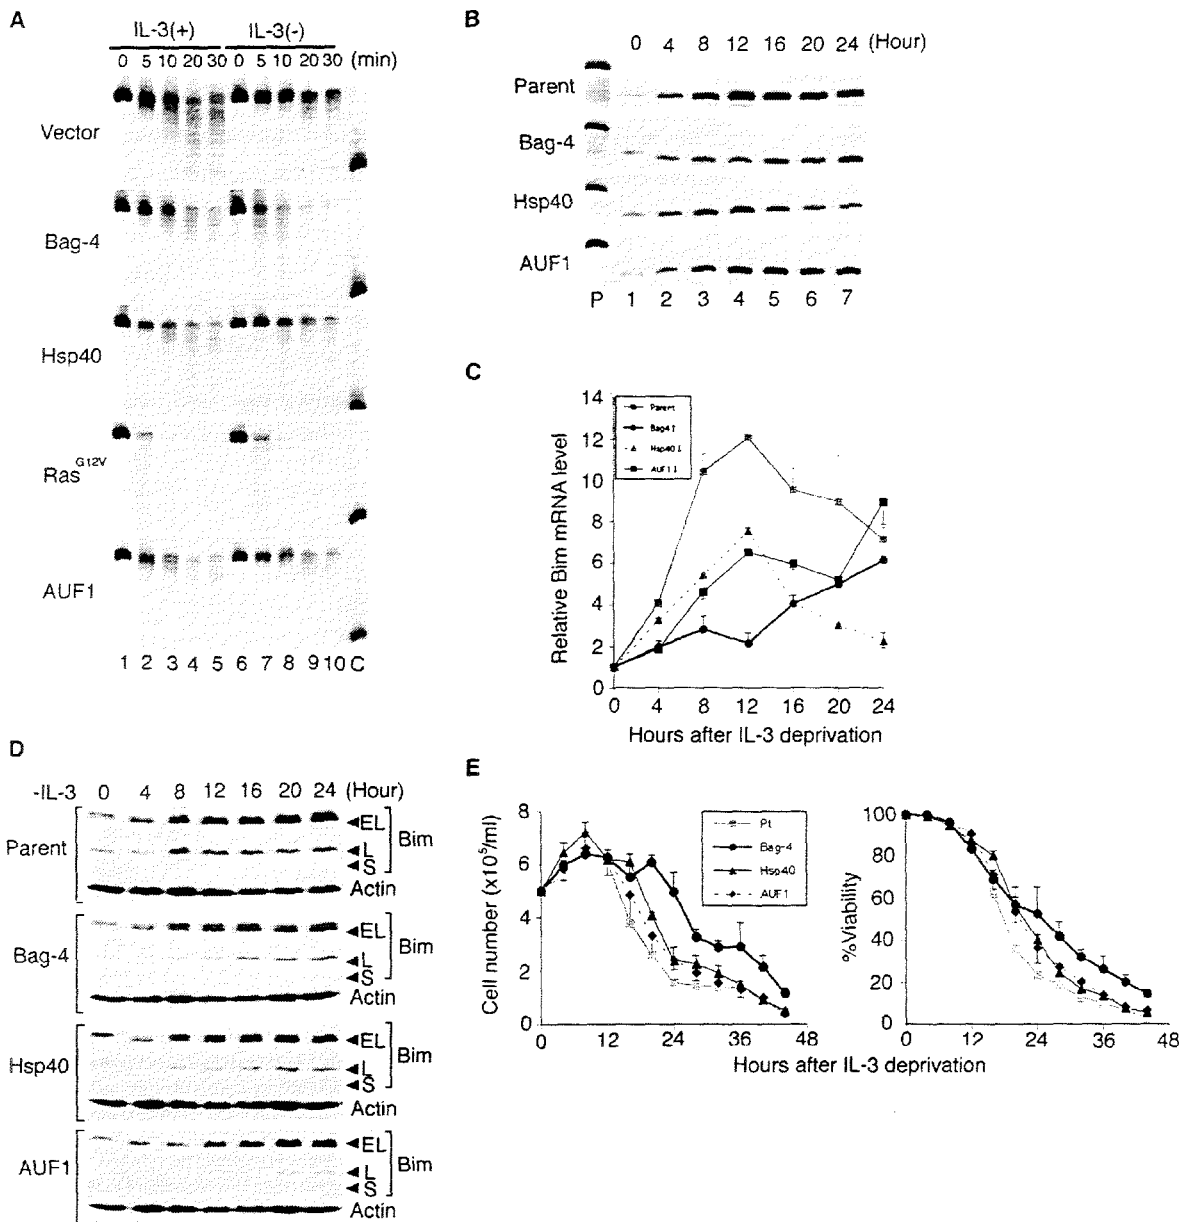 A
IL-3(+) IL-3(-)
0 5 10 20 30 0 5 10 20 30 (min)
Vector
Bag-4
Hsp40
Ras G12V
AUF1
1 2 3 4 5 6 7 8 9 10 C
B
0 4 8 12 16 20 24 (Hour)
Parent
Bag-4
Hsp40
AUF1
P 1 2 3 4 5 6 7
C
Relative Bim mRNA level
14
12
10
8
6
4
2
0
Parent
Bag4
Hsp40
AUF1
0 4 8 12 16 20 24
Hours after IL-3 deprivation
D
-IL-3 0 4 8 12 16 20 24 (Hour)
Parent
EL
L
S
Bim
Actin
Bag-4
EL
L
S
Bim
Actin
Hsp40
EL
L
S
Bim
Actin
AUF1
EL
L
S
Bim
Actin
E
Cell number (x10⁵/ml)
8
6
4
2
0
Pt
Bag-4
Hsp40
AUF1
0 12 24 36 48
%Viability
100
80
60
40
20
0
0 12 24 36 48
Hours after IL-3 deprivation